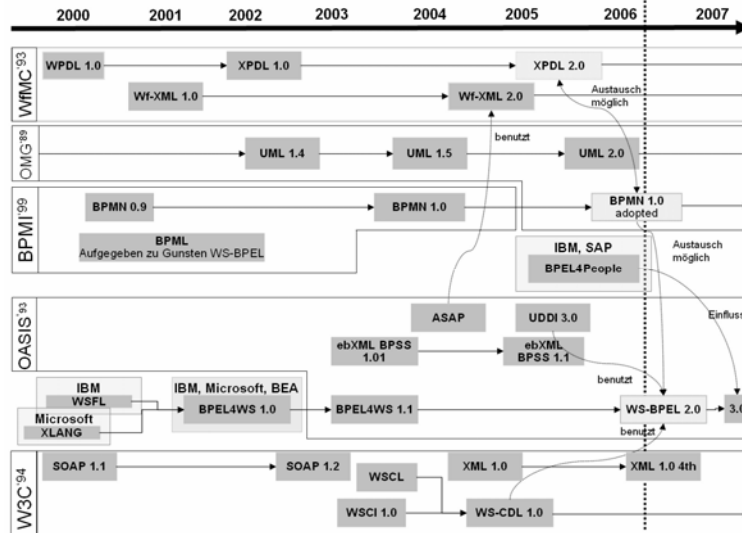 2000 2001 2002 2003 2004 2005 2006 2007
WfMC'93
WPDL 1.0
XPDL 1.0
XPDL 2.0
Wf-XML 1.0
Wf-XML 2.0
Austausch
möglich
benutzt
OMG'89
UML 1.4
UML 1.5
UML 2.0
BPMI'99
BPMN 0.9
BPMN 1.0
BPMN 1.0
adopted
BPML
Aufgegeben zu Gunsten WS-BPEL
IBM, SAP
BPEL4People
Austausch
möglich
OASIS'93
ASAP
UDDI 3.0
Einfluss
ebXML BPSS
1.01
ebXML
BPSS 1.1
benutzt
IBM
WSFL
Microsoft
XLANG
IBM, Microsoft, BEA
BPEL4WS 1.0
BPEL4WS 1.1
WS-BPEL 2.0
3.0
benutzt
W3C'94
SOAP 1.1
SOAP 1.2
WSCL
XML 1.0
XML 1.0 4th
WSCI 1.0
WS-CDL 1.0